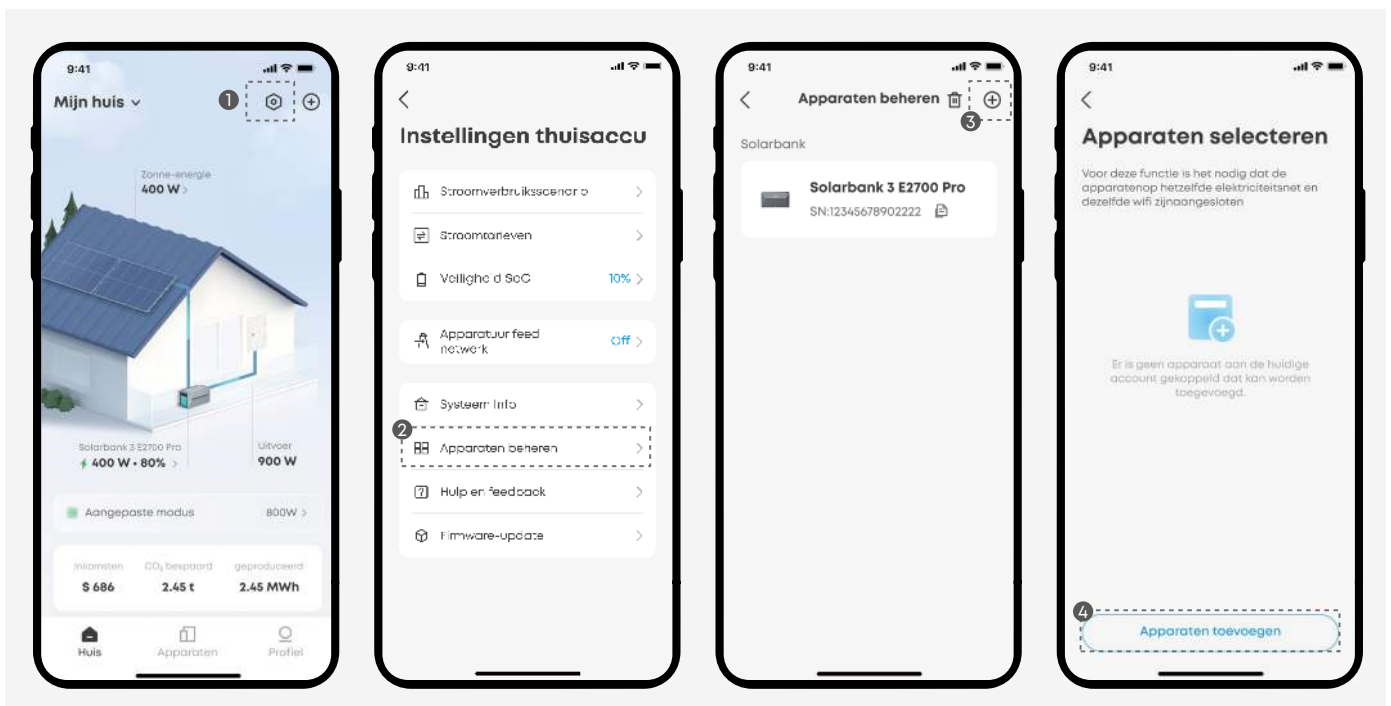 9:41
Mijn huis
1
Zonne-energie
400 W >
Solarbank 3 E2700 Pro
400 W • 80% >
Uitvoer
900 W
Aangepaste modus 800W >
Inkomsten CO₂ bespaard geproduceerd
$ 686 2.45 t 2.45 MWh
Huis Apparaten Profiel
9:41
Instellingen thuisaccu
Stroomverbruiksscenario
Stroomtarieven
Veiligheid SoC 10% >
Apparatuur feed
netwerk
Off >
Systeem Info
2
Apparaten beheren
Hulp en feedback
Firmware-update
9:41
Apparaten beheren
3
Solarbank
Solarbank 3 E2700 Pro
SN:12345678902222
9:41
Apparaten selecteren
Voor deze functie is het nodig dat de
apparatenop hetzelfde elektriciteitsnet en
dezelfde wifi zijnaangesloten
Er is geen apparaat aan de huidige
account gekoppeld dat kan worden
toegevoegd.
4
Apparaten toevoegen